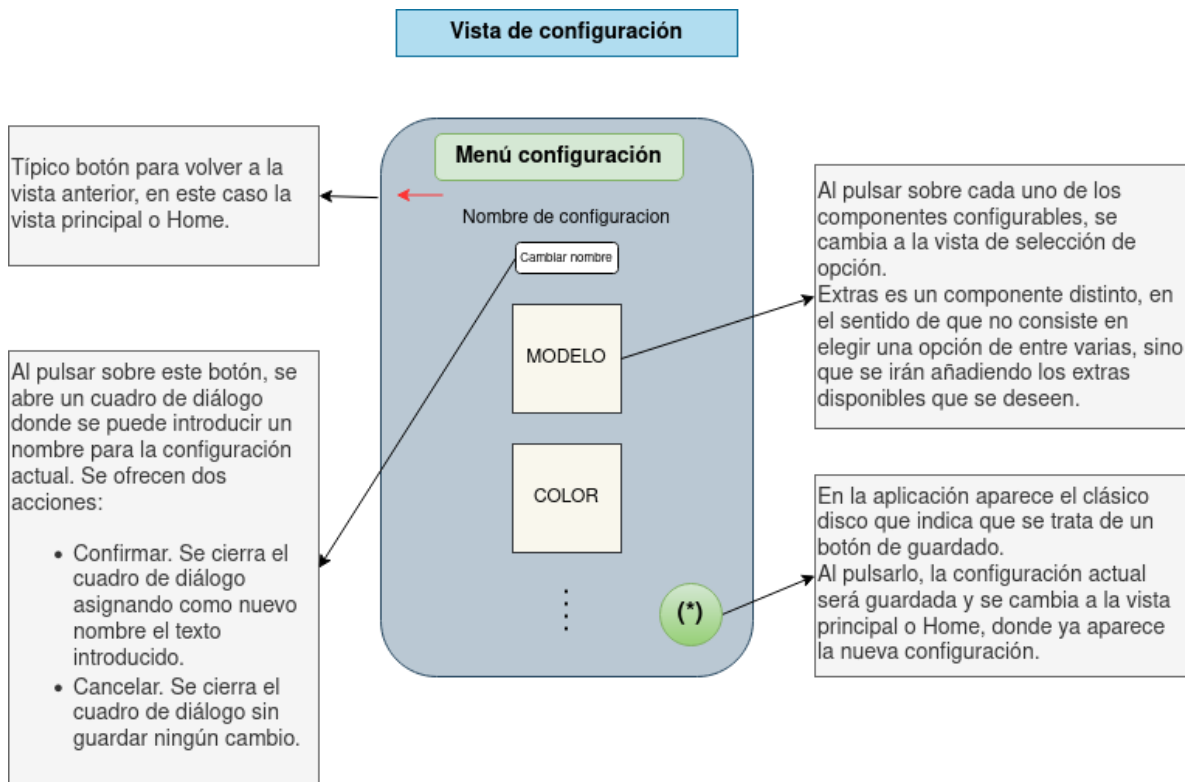 Vista de configuración
Típico botón para volver a la
vista anterior, en este caso la
vista principal o Home.
Al pulsar sobre este botón, se
abre un cuadro de diálogo
donde se puede introducir un
nombre para la configuración
actual. Se ofrecen dos
acciones:
• Confirmar. Se cierra el
cuadro de diálogo
asignando como nuevo
nombre el texto
introducido.
• Cancelar. Se cierra el
cuadro de diálogo sin
guardar ningún cambio.
Menú configuración
Nombre de configuracion
Cambiar nombre
MODELO
COLOR
(*)
Al pulsar sobre cada uno de los
componentes configurables, se
cambia a la vista de selección de
opción.
Extras es un componente distinto, en
el sentido de que no consiste en
elegir una opción de entre varias, sino
que se irán añadiendo los extras
disponibles que se deseen.
En la aplicación aparece el clásico
disco que indica que se trata de un
botón de guardado.
Al pulsarlo, la configuración actual
será guardada y se cambia a la vista
principal o Home, donde ya aparece
la nueva configuración.